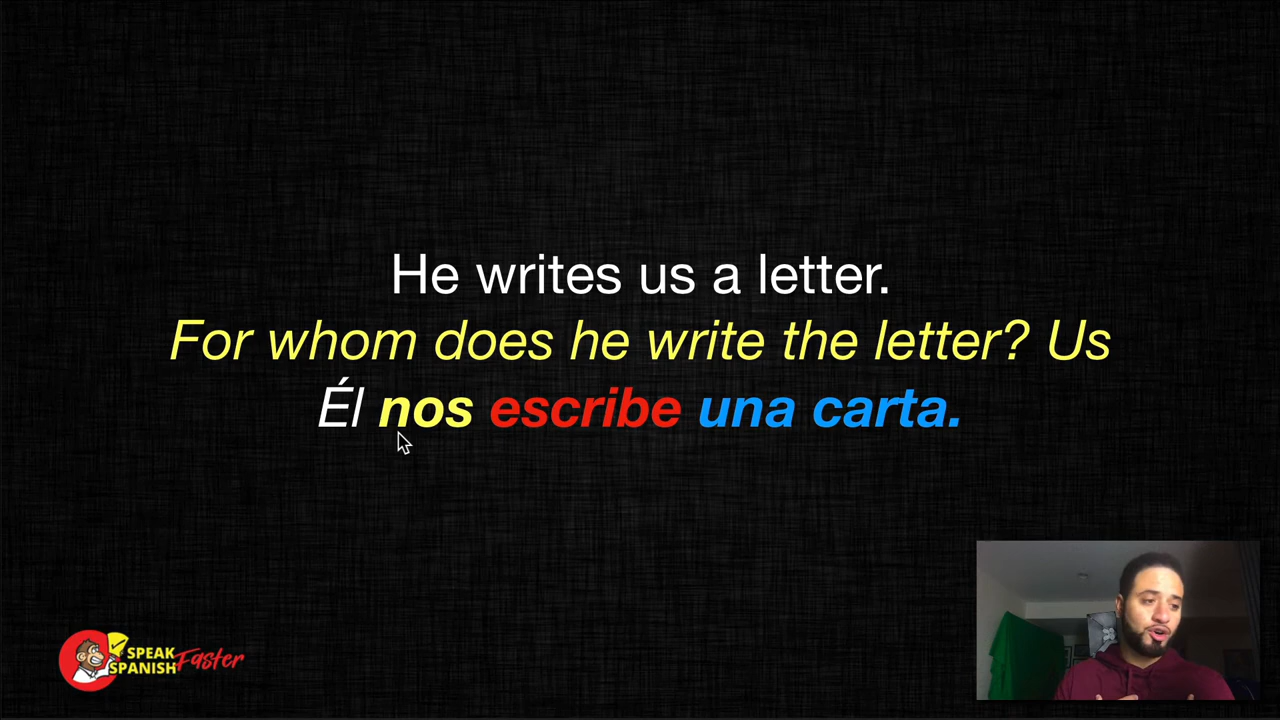 He writes us a letter.
For whom does he write the letter? Us
Él nos escribe una carta.
SPEAK
SPANISH Faster